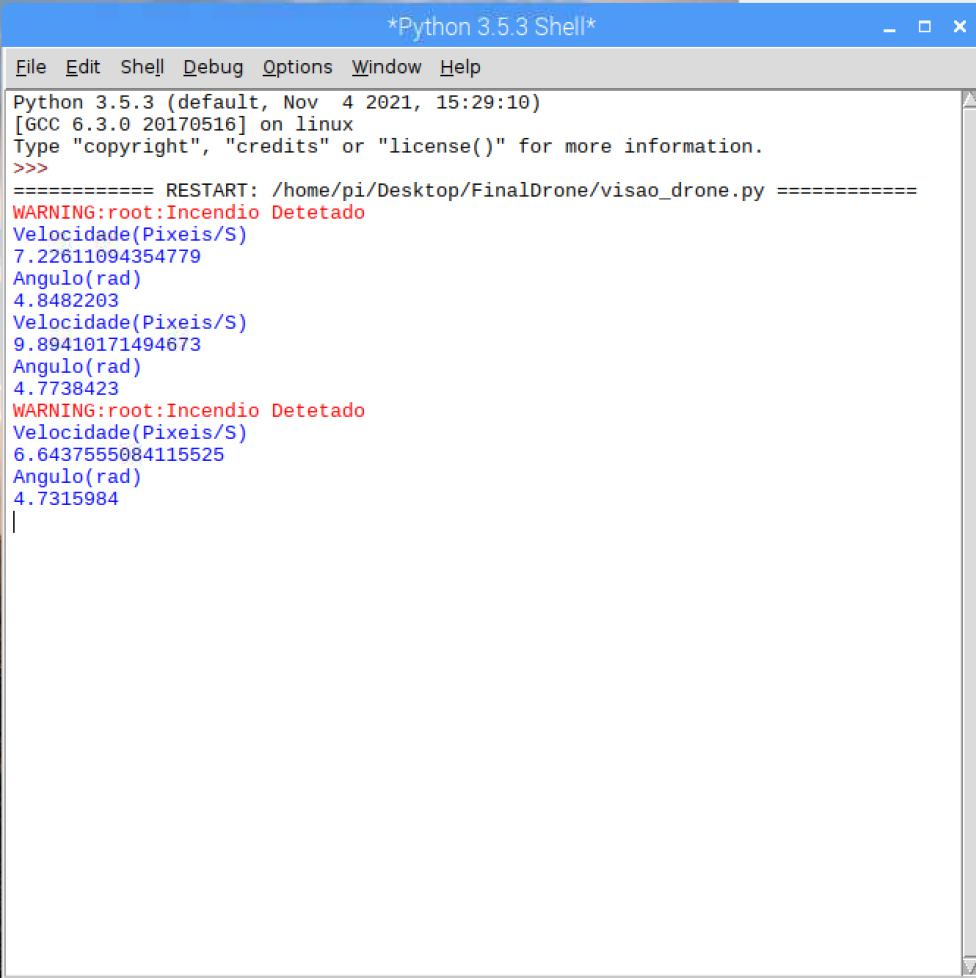 *Python 3.5.3 Shell*
File Edit Shell Debug Options Window Help
Python 3.5.3 (default, Nov  4 2021, 15:29:10)
[GCC 6.3.0 20170516] on linux
Type "copyright", "credits" or "license()" for more information.
>>>
============ RESTART: /home/pi/Desktop/FinalDrone/visao_drone.py ============
WARNING:root:Incendio Detetado
Velocidade(Pixeis/S)
7.22611094354779
Angulo(rad)
4.8482203
Velocidade(Pixeis/S)
9.89410171494673
Angulo(rad)
4.7738423
WARNING:root:Incendio Detetado
Velocidade(Pixeis/S)
6.6437555084115525
Angulo(rad)
4.7315984